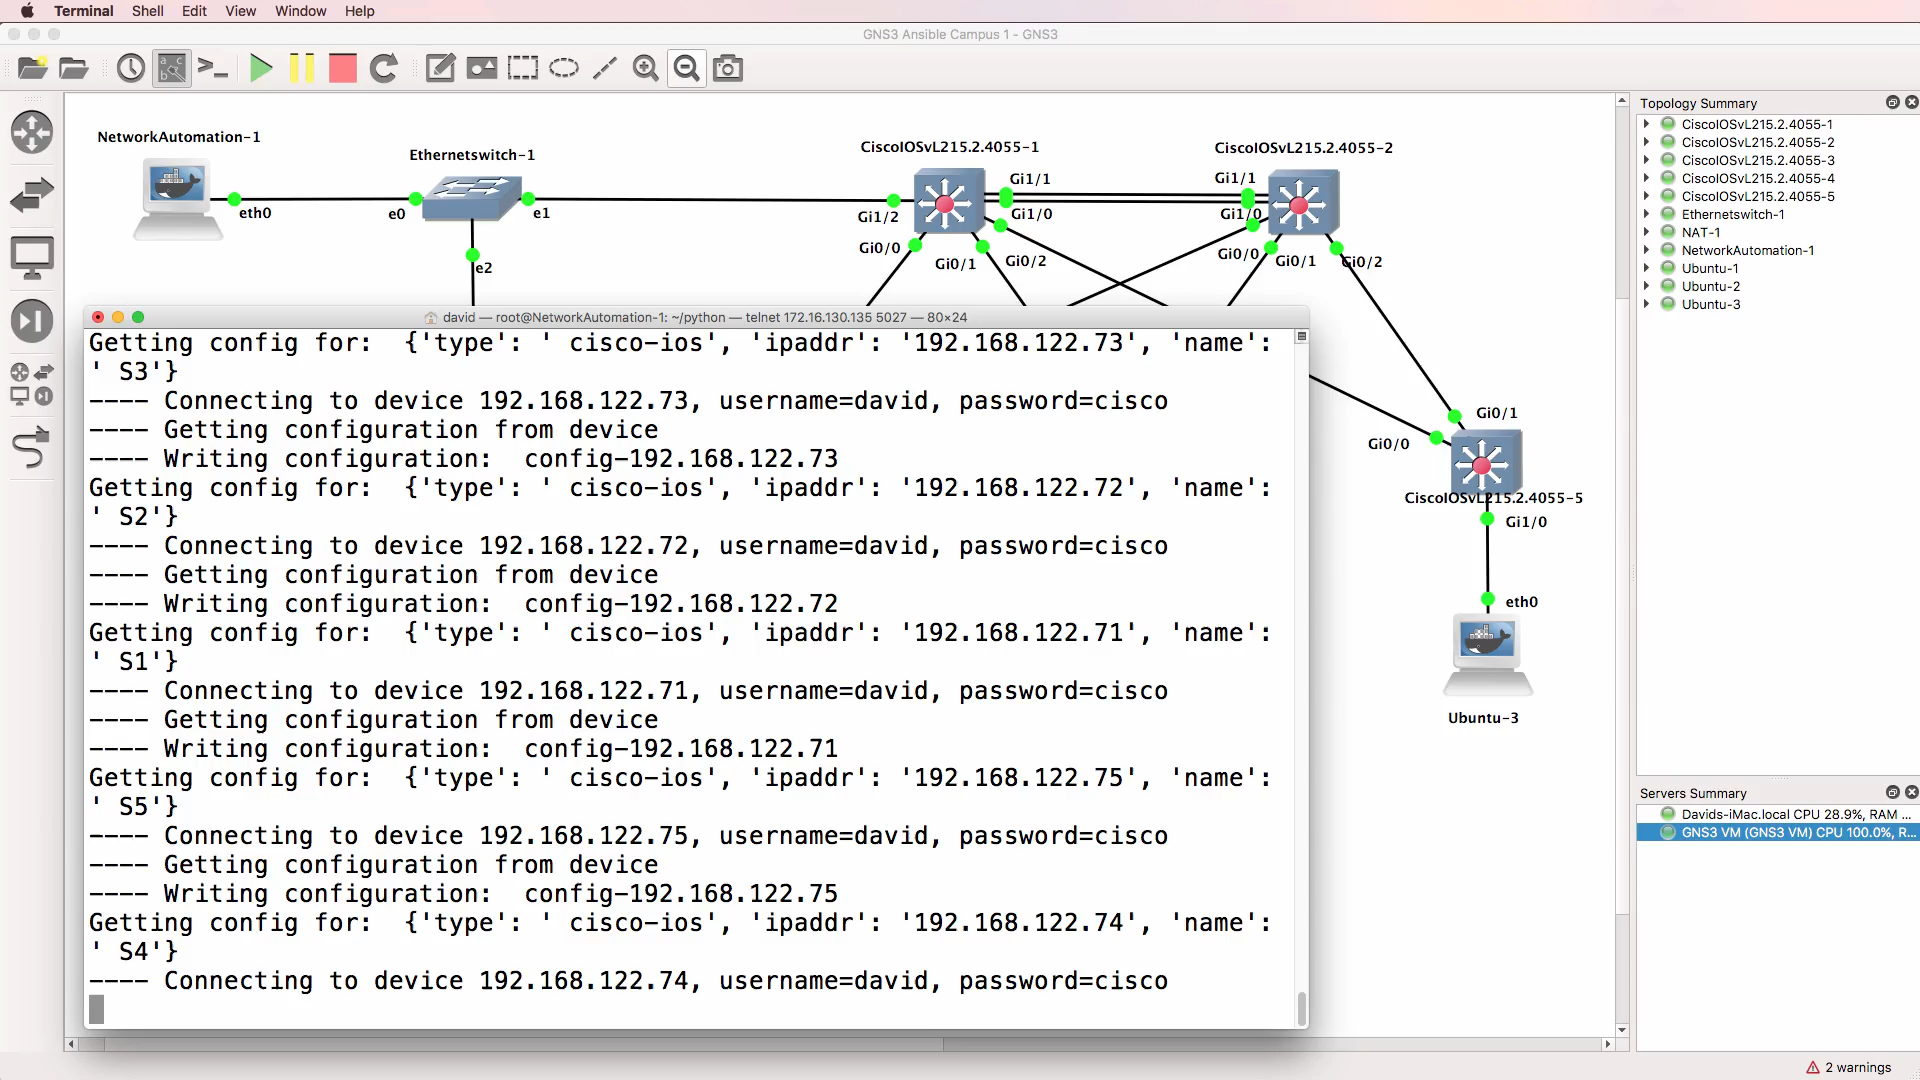 Terminal Shell Edit View Window Help
GNS3 Ansible Campus 1 - GNS3
NetworkAutomation-1
Ethernetswitch-1
CiscoIOSvL215.2.4055-1
CiscoIOSvL215.2.4055-2
eth0
e0
e1
e2
Gi1/2
Gi1/1
Gi1/0
Gi0/0
Gi0/1
Gi0/2
Gi1/1
Gi1/0
Gi0/0
Gi0/1
Gi0/2
Gi0/1
Gi0/0
CiscoIOSvL215.2.4055-5
Gi1/0
eth0
Ubuntu-3
david — root@NetworkAutomation-1: ~/python — telnet 172.16.130.135 5027 — 80×24
Getting config for:  {'type': ' cisco-ios', 'ipaddr': '192.168.122.73', 'name':
' S3'}
---- Connecting to device 192.168.122.73, username=david, password=cisco
---- Getting configuration from device
---- Writing configuration:  config-192.168.122.73
Getting config for:  {'type': ' cisco-ios', 'ipaddr': '192.168.122.72', 'name':
' S2'}
---- Connecting to device 192.168.122.72, username=david, password=cisco
---- Getting configuration from device
---- Writing configuration:  config-192.168.122.72
Getting config for:  {'type': ' cisco-ios', 'ipaddr': '192.168.122.71', 'name':
' S1'}
---- Connecting to device 192.168.122.71, username=david, password=cisco
---- Getting configuration from device
---- Writing configuration:  config-192.168.122.71
Getting config for:  {'type': ' cisco-ios', 'ipaddr': '192.168.122.75', 'name':
' S5'}
---- Connecting to device 192.168.122.75, username=david, password=cisco
---- Getting configuration from device
---- Writing configuration:  config-192.168.122.75
Getting config for:  {'type': ' cisco-ios', 'ipaddr': '192.168.122.74', 'name':
' S4'}
---- Connecting to device 192.168.122.74, username=david, password=cisco
Topology Summary
CiscoIOSvL215.2.4055-1
CiscoIOSvL215.2.4055-2
CiscoIOSvL215.2.4055-3
CiscoIOSvL215.2.4055-4
CiscoIOSvL215.2.4055-5
Ethernetswitch-1
NAT-1
NetworkAutomation-1
Ubuntu-1
Ubuntu-2
Ubuntu-3
Servers Summary
Davids-iMac.local CPU 28.9%, RAM ...
GNS3 VM (GNS3 VM) CPU 100.0%, R...
2 warnings